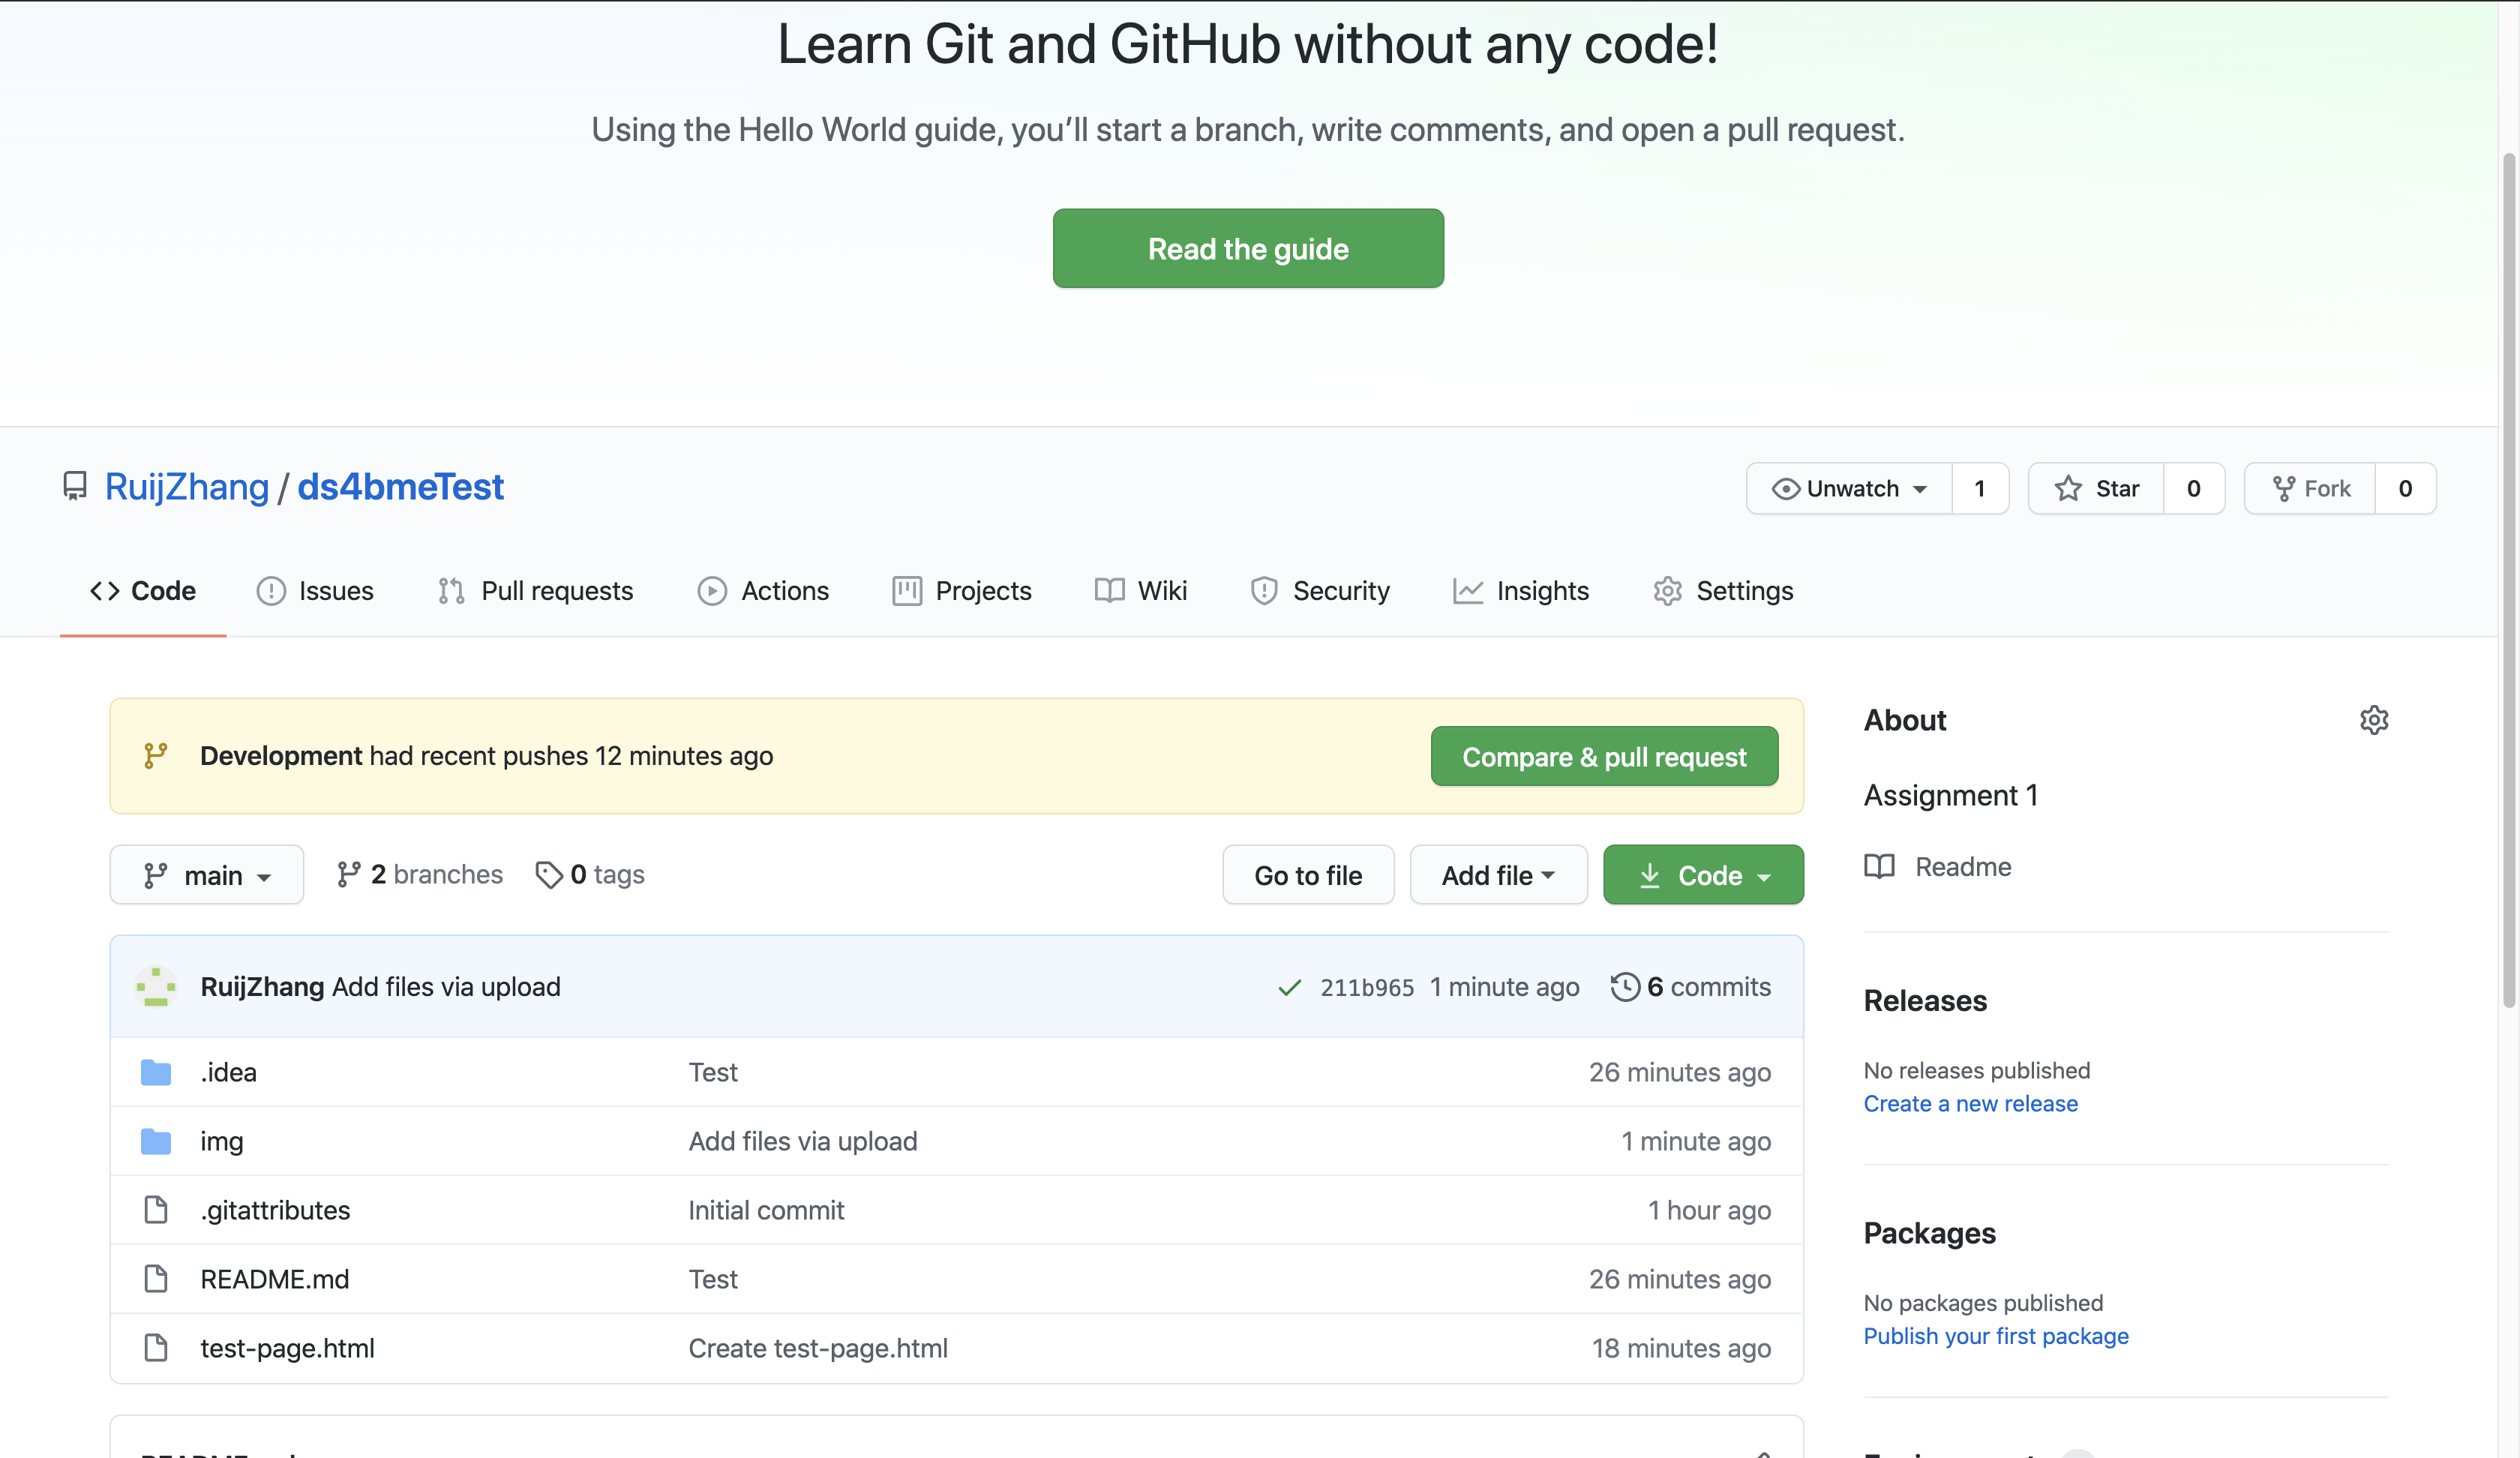 Learn Git and GitHub without any code!
Using the Hello World guide, you’ll start a branch, write comments, and open a pull request.
Read the guide
RuijZhang / ds4bmeTest
Unwatch 1 Star 0 Fork 0
Code Issues Pull requests Actions Projects Wiki Security Insights Settings
Development had recent pushes 12 minutes ago Compare & pull request
main 2 branches 0 tags Go to file Add file Code
RuijZhang Add files via upload 211b965 1 minute ago 6 commits
.idea Test 26 minutes ago
img Add files via upload 1 minute ago
.gitattributes Initial commit 1 hour ago
README.md Test 26 minutes ago
test-page.html Create test-page.html 18 minutes ago
About
Assignment 1
Readme
Releases
No releases published
Create a new release
Packages
No packages published
Publish your first package